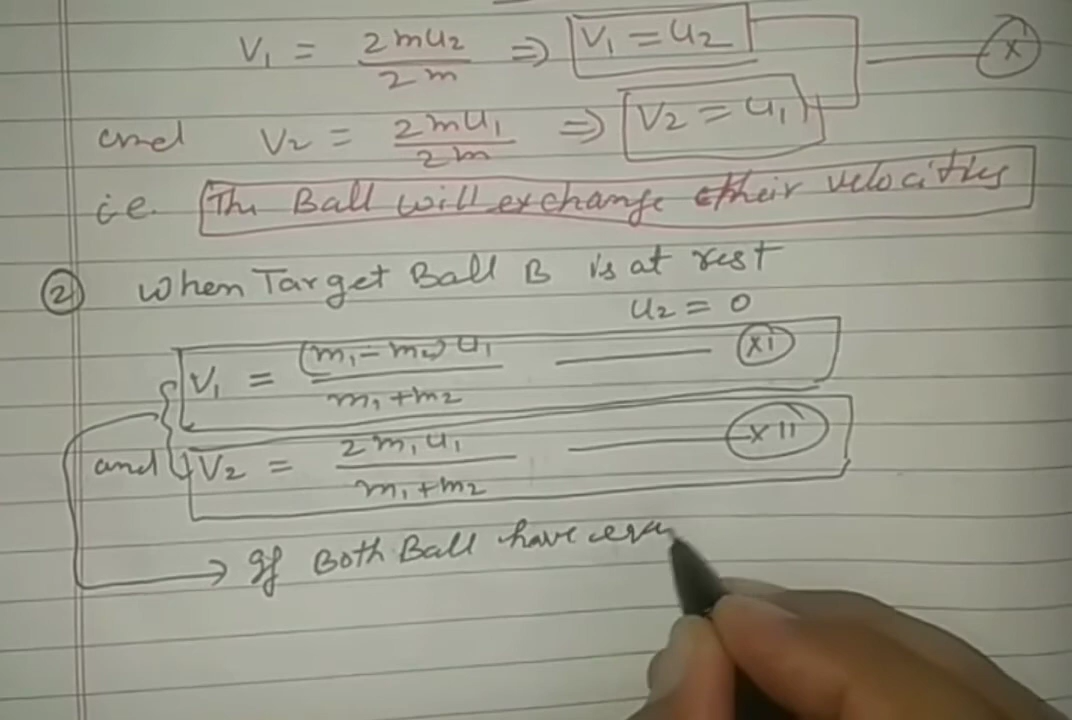 V₁ = 2mu₂/2m ⇒ V₁ = u₂ — X
and V₂ = 2mu₁/2m ⇒ V₂ = u₁
i.e. The Ball will exchange their velocities
② When Target Ball B is at rest
u₂ = 0
V₁ = (m₁ - m₂)u₁/m₁+m₂ — XI
and V₂ = 2m₁u₁/m₁+m₂ — XII
→ If Both Ball have